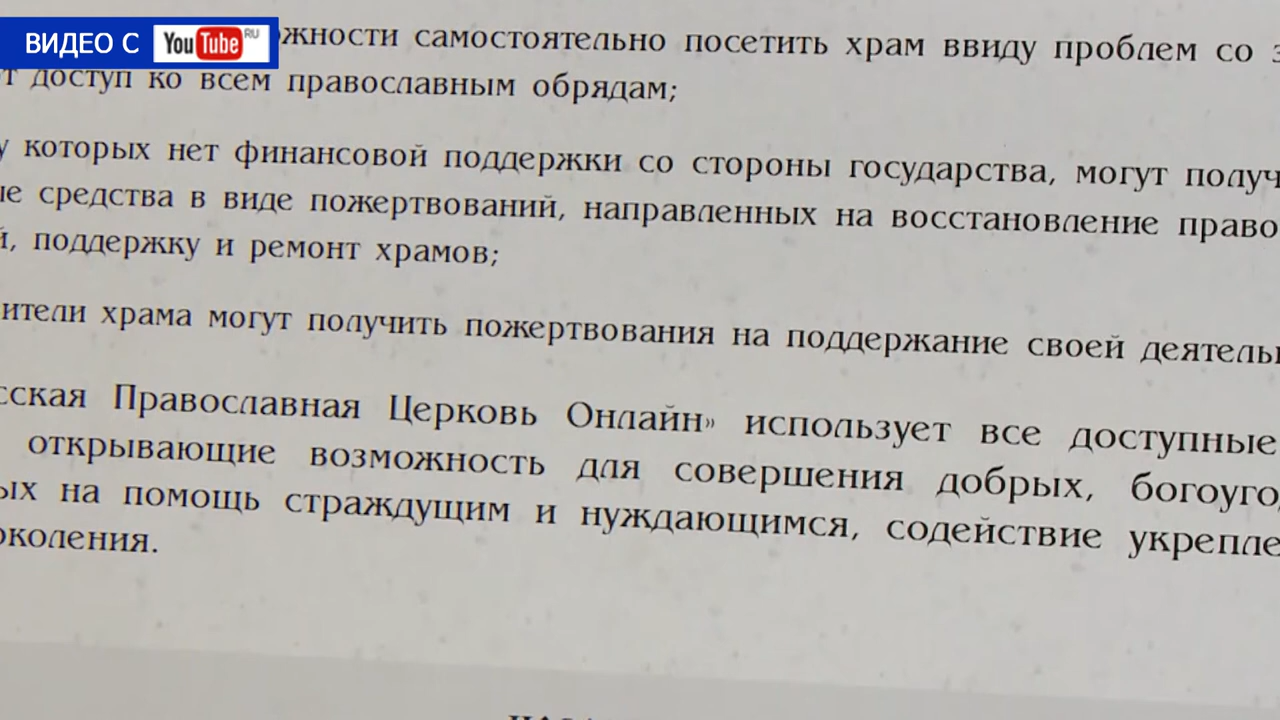 ВИДЕО С YouTube RU
ожности самостоятельно посетить храм ввиду проблем со з
т доступ ко всем православным обрядам;
у которых нет финансовой поддержки со стороны государства, могут получ
ые средства в виде пожертвований, направленных на восстановление право
й, поддержку и ремонт храмов;
ители храма могут получить пожертвования на поддержание своей деятель
сская Православная Церковь Онлайн» использует все доступные
открывающие возможность для совершения добрых, богоуго
ых на помощь страждущим и нуждающимся, содействие укрепле
околения.